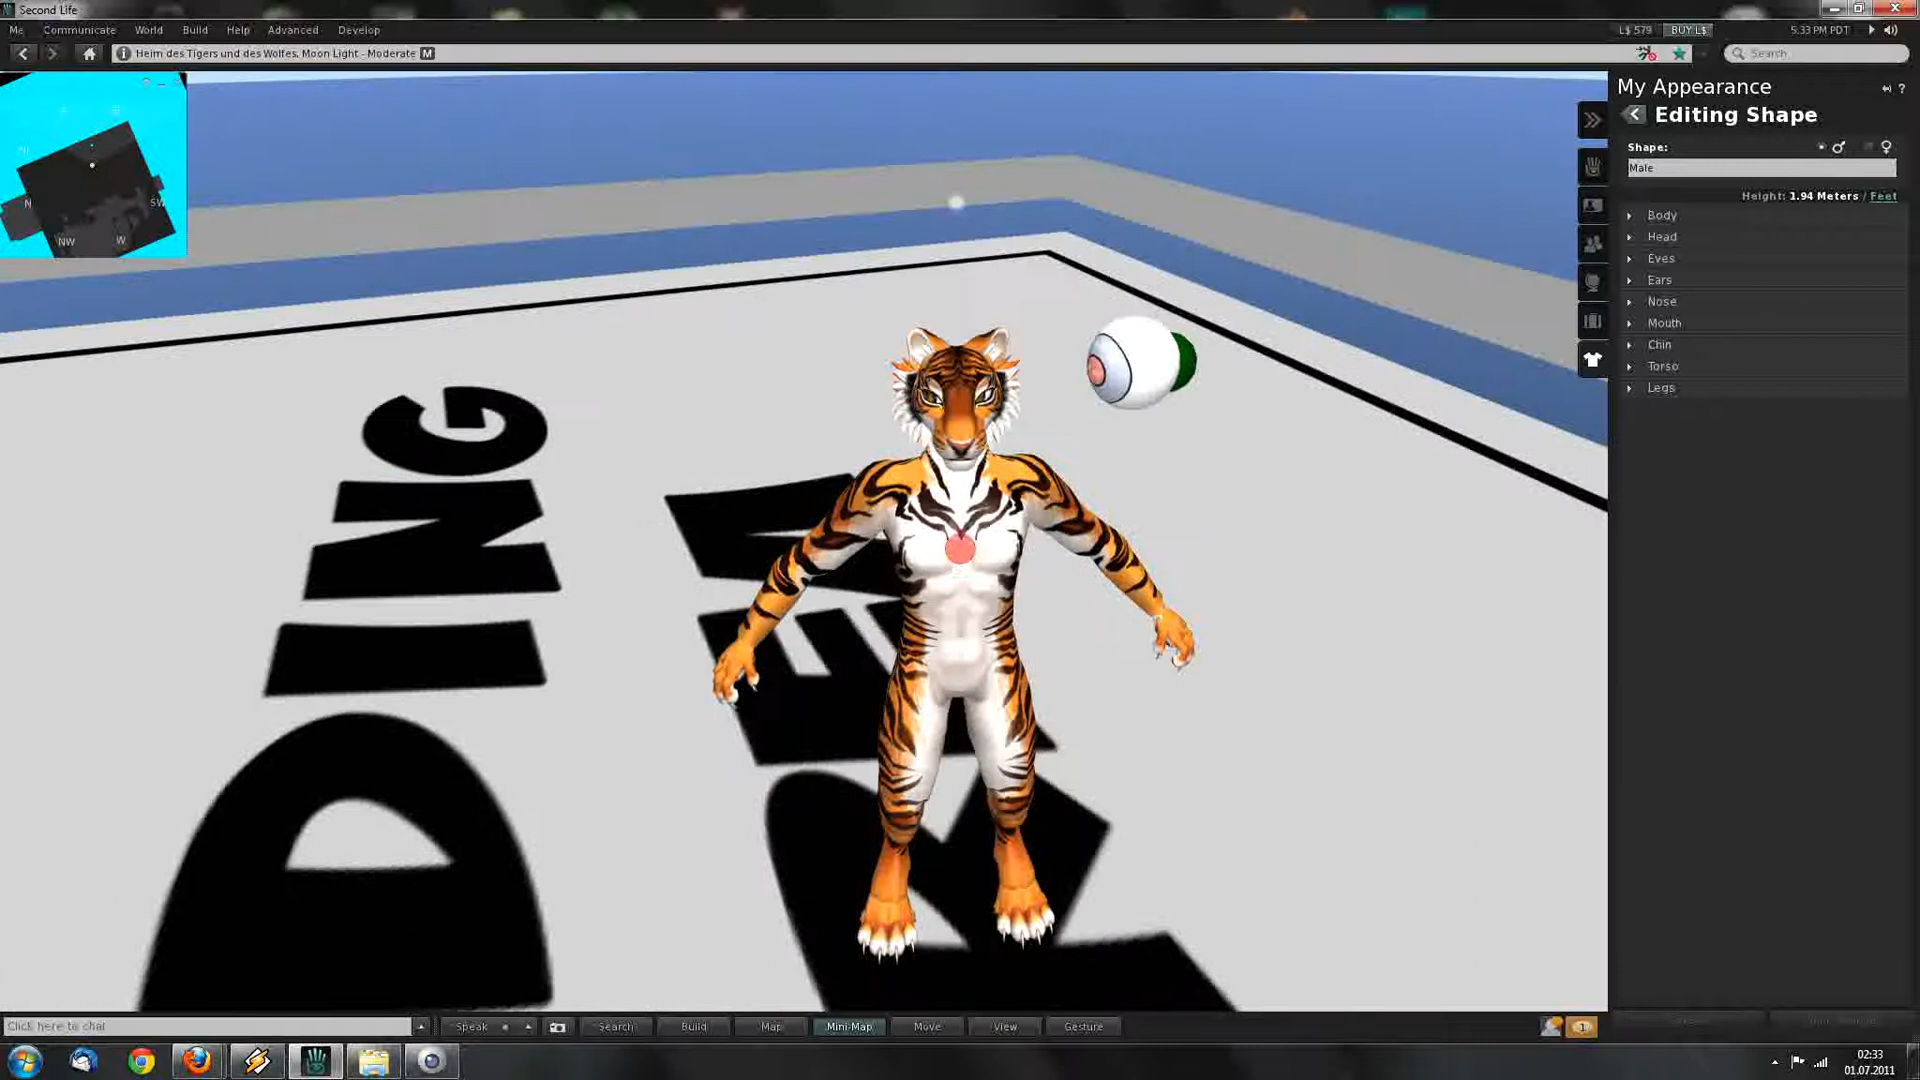 Second Life
Me Communicate World Build Help Advanced Develop
L$ 579 BUY L$ 5:33 PM PDT
Heim des Tigers und des Wolfes, Moon Light - Moderate M
Search
My Appearance
?
Editing Shape
Shape:
Male
Height: 1.94 Meters / Feet
Body
Head
Eyes
Ears
Nose
Mouth
Chin
Torso
Legs
N
SW
NW
W
DING
Click here to chat
Speak
Search
Build
Map
Mini-Map
Move
View
Gesture
1
02:33
01.07.2011